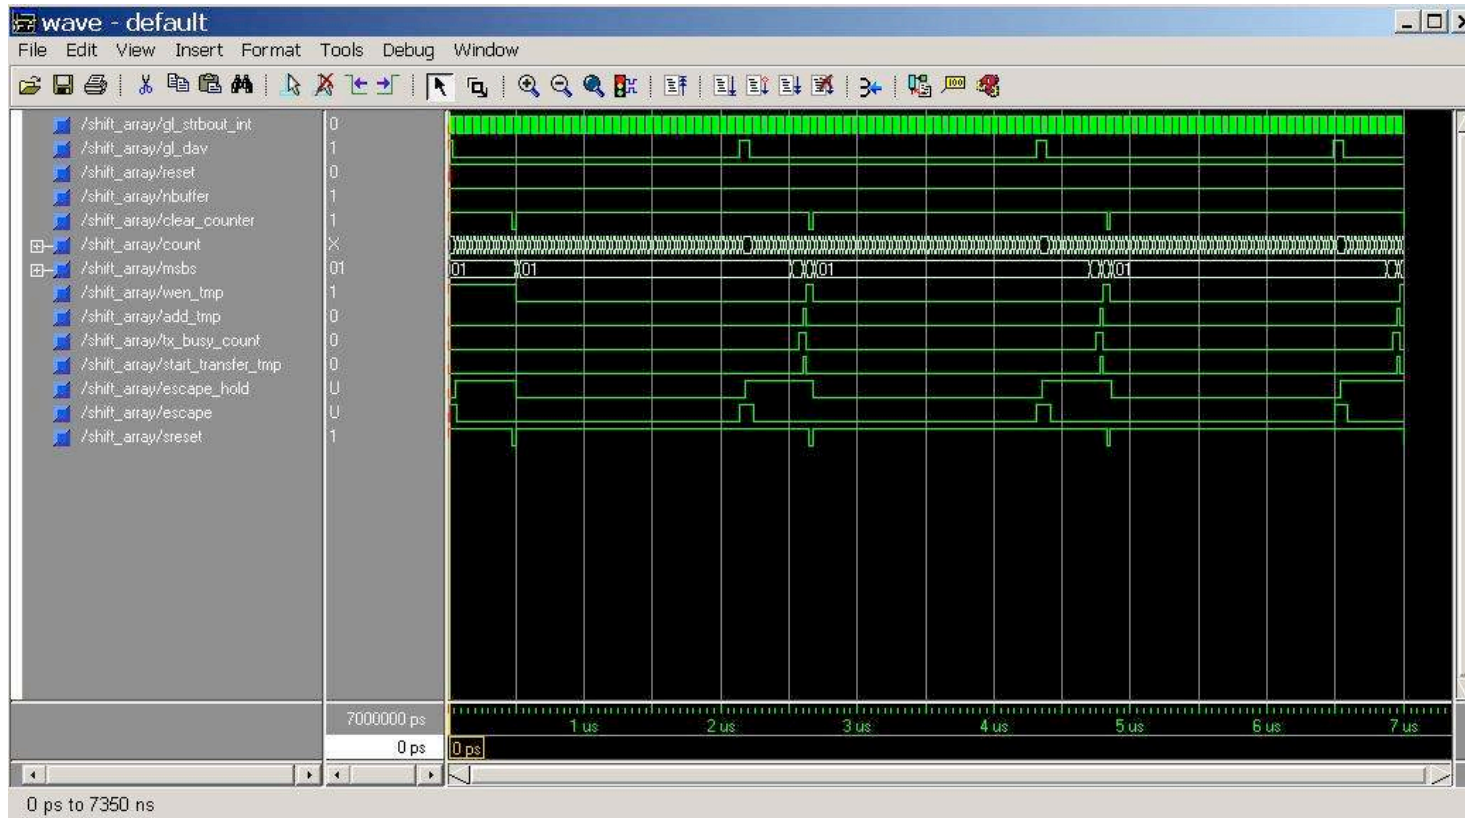 wave - default
File Edit View Insert Format Tools Debug Window
/shift_array/gl_strbout_int 0
/shift_array/gl_dav 1
/shift_array/reset 0
/shift_array/nbuffer 1
/shift_array/clear_counter 1
/shift_array/count X
/shift_array/msbs 01 01 01 01 01
/shift_array/wen_tmp 1
/shift_array/add_tmp 0
/shift_array/tx_busy_count 0
/shift_array/start_transfer_tmp 0
/shift_array/escape_hold U
/shift_array/escape U
/shift_array/sreset 1
7000000 ps 1 us 2 us 3 us 4 us 5 us 6 us 7 us
0 ps 0 ps
0 ps to 7350 ns